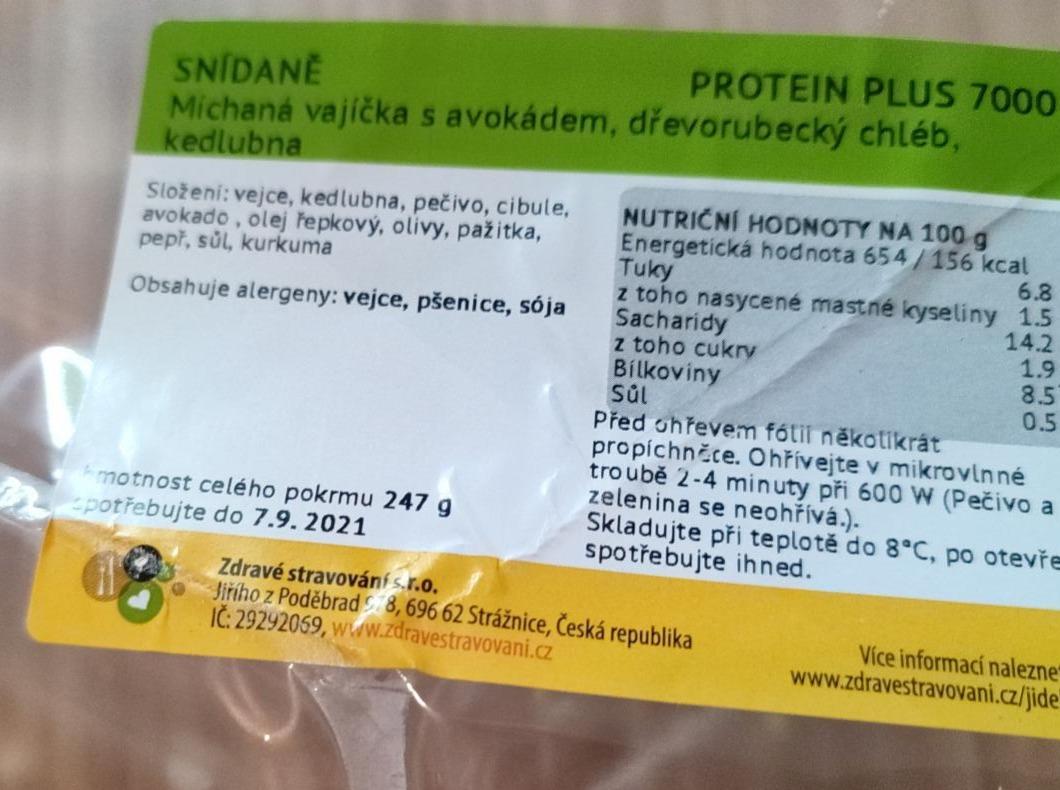 SNÍDANĚ
PROTEIN PLUS 7000
Míchaná vajíčka s avokádem, dřevorubecký chléb,
kedlubna
Složení: vejce, kedlubna, pečivo, cibule,
avokado , olej řepkový, olivy, pažitka,
pepř, sůl, kurkuma
Obsahuje alergeny: vejce, pšenice, sója
motnost celého pokrmu 247 g
potřebujte do 7.9. 2021
NUTRIČNÍ HODNOTY NA 100 g
Energetická hodnota 654 / 156 kcal
Tuky 6.8
z toho nasycené mastné kyseliny 1.5
Sacharidy 14.2
z toho cukry 1.9
Bílkoviny 8.5
Sůl 0.5
Před ohřevem fólii několikrát
propíchněte. Ohřívejte v mikrovlnné
troubě 2-4 minuty při 600 W (Pečivo a
zelenina se neohřívá.).
Skladujte při teplotě do 8°C, po otevře
spotřebujte ihned.
Zdravé stravování s.r.o.
Jiřího z Poděbrad 8, 696 62 Strážnice, Česká republika
IČ: 29292069, www.zdravestravovani.cz
Více informací nalezne
www.zdravestravovani.cz/jide